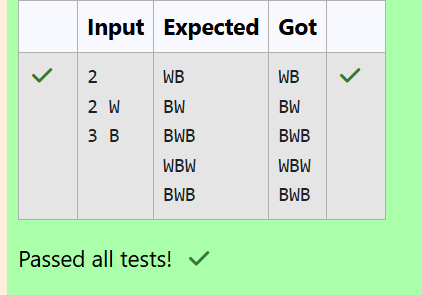 Input Expected Got
2 WB WB
2 W BW BW
3 B BWB BWB
WBW WBW
BWB BWB
Passed all tests!